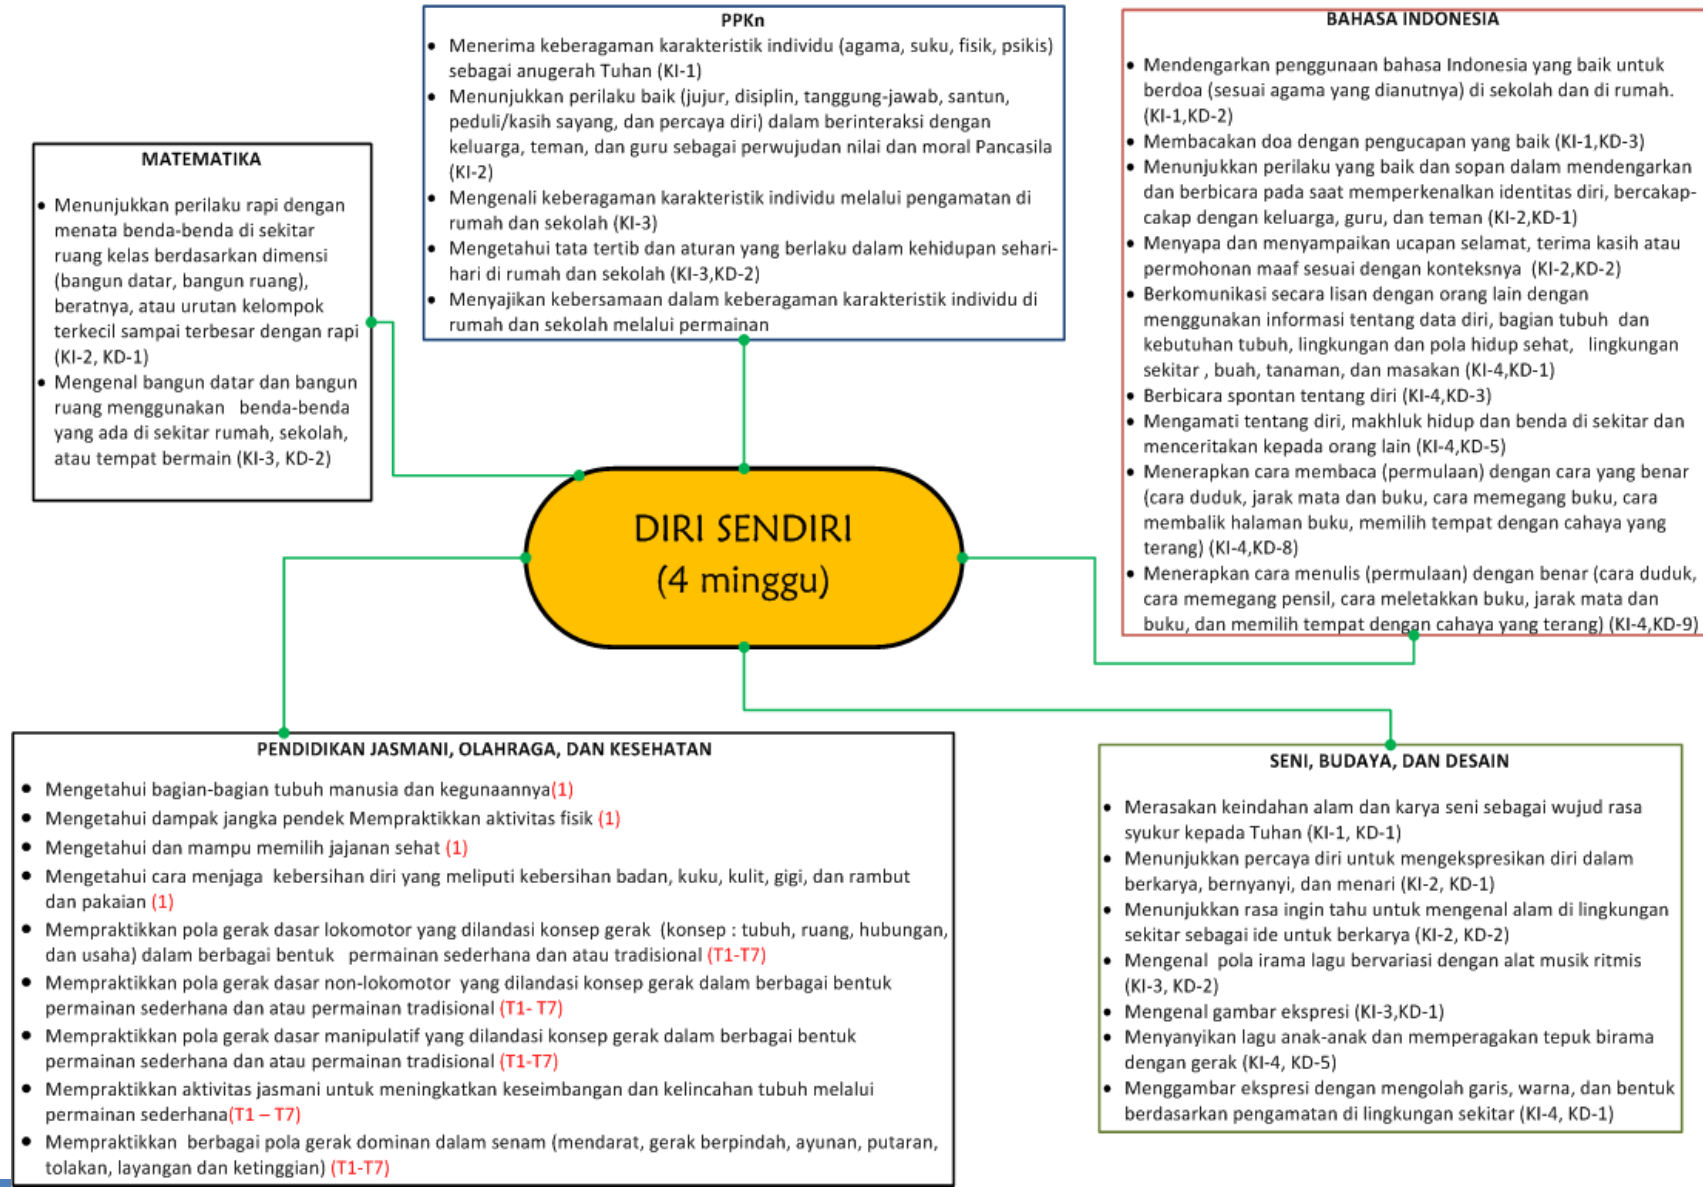 PPKn
• Menerima keberagaman karakteristik individu (agama, suku, fisik, psikis)
sebagai anugerah Tuhan (KI-1)
• Menunjukkan perilaku baik (jujur, disiplin, tanggung-jawab, santun,
peduli/kasih sayang, dan percaya diri) dalam berinteraksi dengan
keluarga, teman, dan guru sebagai perwujudan nilai dan moral Pancasila
(KI-2)
• Mengenali keberagaman karakteristik individu melalui pengamatan di
rumah dan sekolah (KI-3)
• Mengetahui tata tertib dan aturan yang berlaku dalam kehidupan sehari-
hari di rumah dan sekolah (KI-3,KD-2)
• Menyajikan kebersamaan dalam keberagaman karakteristik individu di
rumah dan sekolah melalui permainan
BAHASA INDONESIA
• Mendengarkan penggunaan bahasa Indonesia yang baik untuk
berdoa (sesuai agama yang dianutnya) di sekolah dan di rumah.
(KI-1,KD-2)
• Membacakan doa dengan pengucapan yang baik (KI-1,KD-3)
• Menunjukkan perilaku yang baik dan sopan dalam mendengarkan
dan berbicara pada saat memperkenalkan identitas diri, bercakap-
cakap dengan keluarga, guru, dan teman (KI-2,KD-1)
• Menyapa dan menyampaikan ucapan selamat, terima kasih atau
permohonan maaf sesuai dengan konteksnya (KI-2,KD-2)
• Berkomunikasi secara lisan dengan orang lain dengan
menggunakan informasi tentang data diri, bagian tubuh dan
kebutuhan tubuh, lingkungan dan pola hidup sehat, lingkungan
sekitar , buah, tanaman, dan masakan (KI-4,KD-1)
• Berbicara spontan tentang diri (KI-4,KD-3)
• Mengamati tentang diri, makhluk hidup dan benda di sekitar dan
menceritakan kepada orang lain (KI-4,KD-5)
• Menerapkan cara membaca (permulaan) dengan cara yang benar
(cara duduk, jarak mata dan buku, cara memegang buku, cara
membalik halaman buku, memilih tempat dengan cahaya yang
terang) (KI-4,KD-8)
• Menerapkan cara menulis (permulaan) dengan benar (cara duduk,
cara memegang pensil, cara meletakkan buku, jarak mata dan
buku, dan memilih tempat dengan cahaya yang terang) (KI-4,KD-9)
MATEMATIKA
• Menunjukkan perilaku rapi dengan
menata benda-benda di sekitar
ruang kelas berdasarkan dimensi
(bangun datar, bangun ruang),
beratnya, atau urutan kelompok
terkecil sampai terbesar dengan rapi
(KI-2, KD-1)
• Mengenal bangun datar dan bangun
ruang menggunakan benda-benda
yang ada di sekitar rumah, sekolah,
atau tempat bermain (KI-3, KD-2)
DIRI SENDIRI
(4 minggu)
PENDIDIKAN JASMANI, OLAHRAGA, DAN KESEHATAN
• Mengetahui bagian-bagian tubuh manusia dan kegunaannya(1)
• Mengetahui dampak jangka pendek Mempraktikkan aktivitas fisik (1)
• Mengetahui dan mampu memilih jajanan sehat (1)
• Mengetahui cara menjaga kebersihan diri yang meliputi kebersihan badan, kuku, kulit, gigi, dan rambut
dan pakaian (1)
• Mempraktikkan pola gerak dasar lokomotor yang dilandasi konsep gerak (konsep : tubuh, ruang, hubungan,
dan usaha) dalam berbagai bentuk permainan sederhana dan atau tradisional (T1-T7)
• Mempraktikkan pola gerak dasar non-lokomotor yang dilandasi konsep gerak dalam berbagai bentuk
permainan sederhana dan atau permainan tradisional (T1- T7)
• Mempraktikkan pola gerak dasar manipulatif yang dilandasi konsep gerak dalam berbagai bentuk
permainan sederhana dan atau permainan tradisional (T1-T7)
• Mempraktikkan aktivitas jasmani untuk meningkatkan keseimbangan dan kelincahan tubuh melalui
permainan sederhana(T1 – T7)
• Mempraktikkan berbagai pola gerak dominan dalam senam (mendarat, gerak berpindah, ayunan, putaran,
tolakan, layangan dan ketinggian) (T1-T7)
SENI, BUDAYA, DAN DESAIN
• Merasakan keindahan alam dan karya seni sebagai wujud rasa
syukur kepada Tuhan (KI-1, KD-1)
• Menunjukkan percaya diri untuk mengekspresikan diri dalam
berkarya, bernyanyi, dan menari (KI-2, KD-1)
• Menunjukkan rasa ingin tahu untuk mengenal alam di lingkungan
sekitar sebagai ide untuk berkarya (KI-2, KD-2)
• Mengenal pola irama lagu bervariasi dengan alat musik ritmis
(KI-3, KD-2)
• Mengenal gambar ekspresi (KI-3,KD-1)
• Menyanyikan lagu anak-anak dan memperagakan tepuk birama
dengan gerak (KI-4, KD-5)
• Menggambar ekspresi dengan mengolah garis, warna, dan bentuk
berdasarkan pengamatan di lingkungan sekitar (KI-4, KD-1)